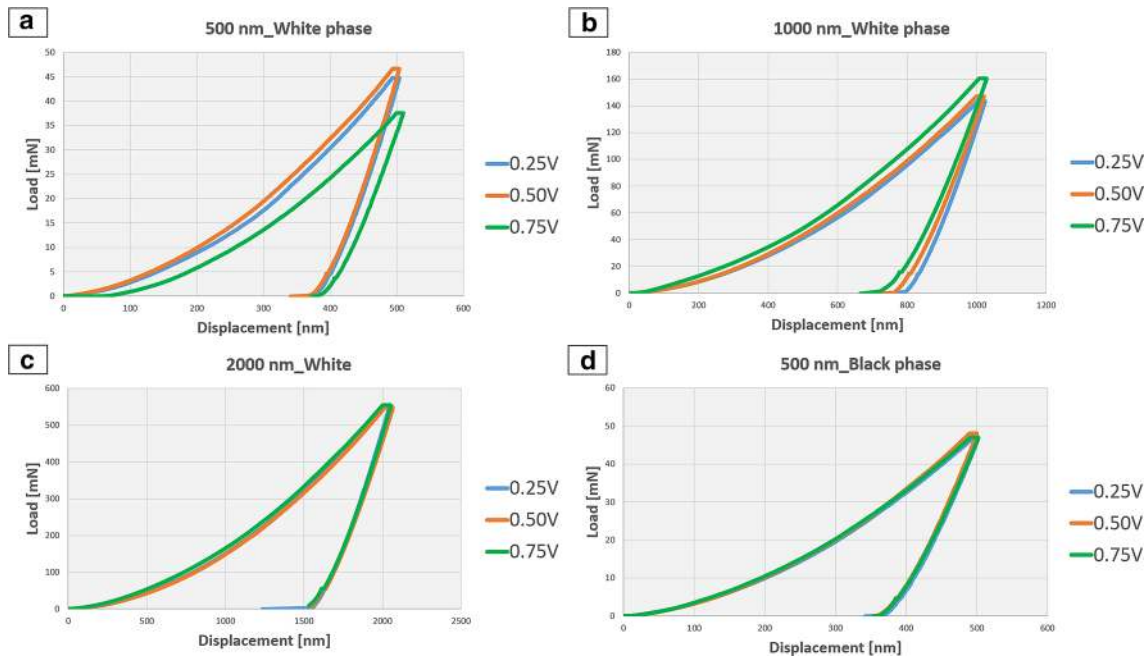 a
500 nm_White phase
50
45
40
35
30
25
20
15
10
5
0
Load [mN]
0 100 200 300 400 500 600
Displacement [nm]
0.25V
0.50V
0.75V
b
1000 nm_White phase
180
160
140
120
100
80
60
40
20
0
Load [mN]
0 200 400 600 800 1000 1200
Displacement [nm]
0.25V
0.50V
0.75V
c
2000 nm_White
600
500
400
300
200
100
0
Load [mN]
0 500 1000 1500 2000 2500
Displacement [nm]
0.25V
0.50V
0.75V
d
500 nm_Black phase
60
50
40
30
20
10
0
Load [mN]
0 100 200 300 400 500 600
Displacement [nm]
0.25V
0.50V
0.75V